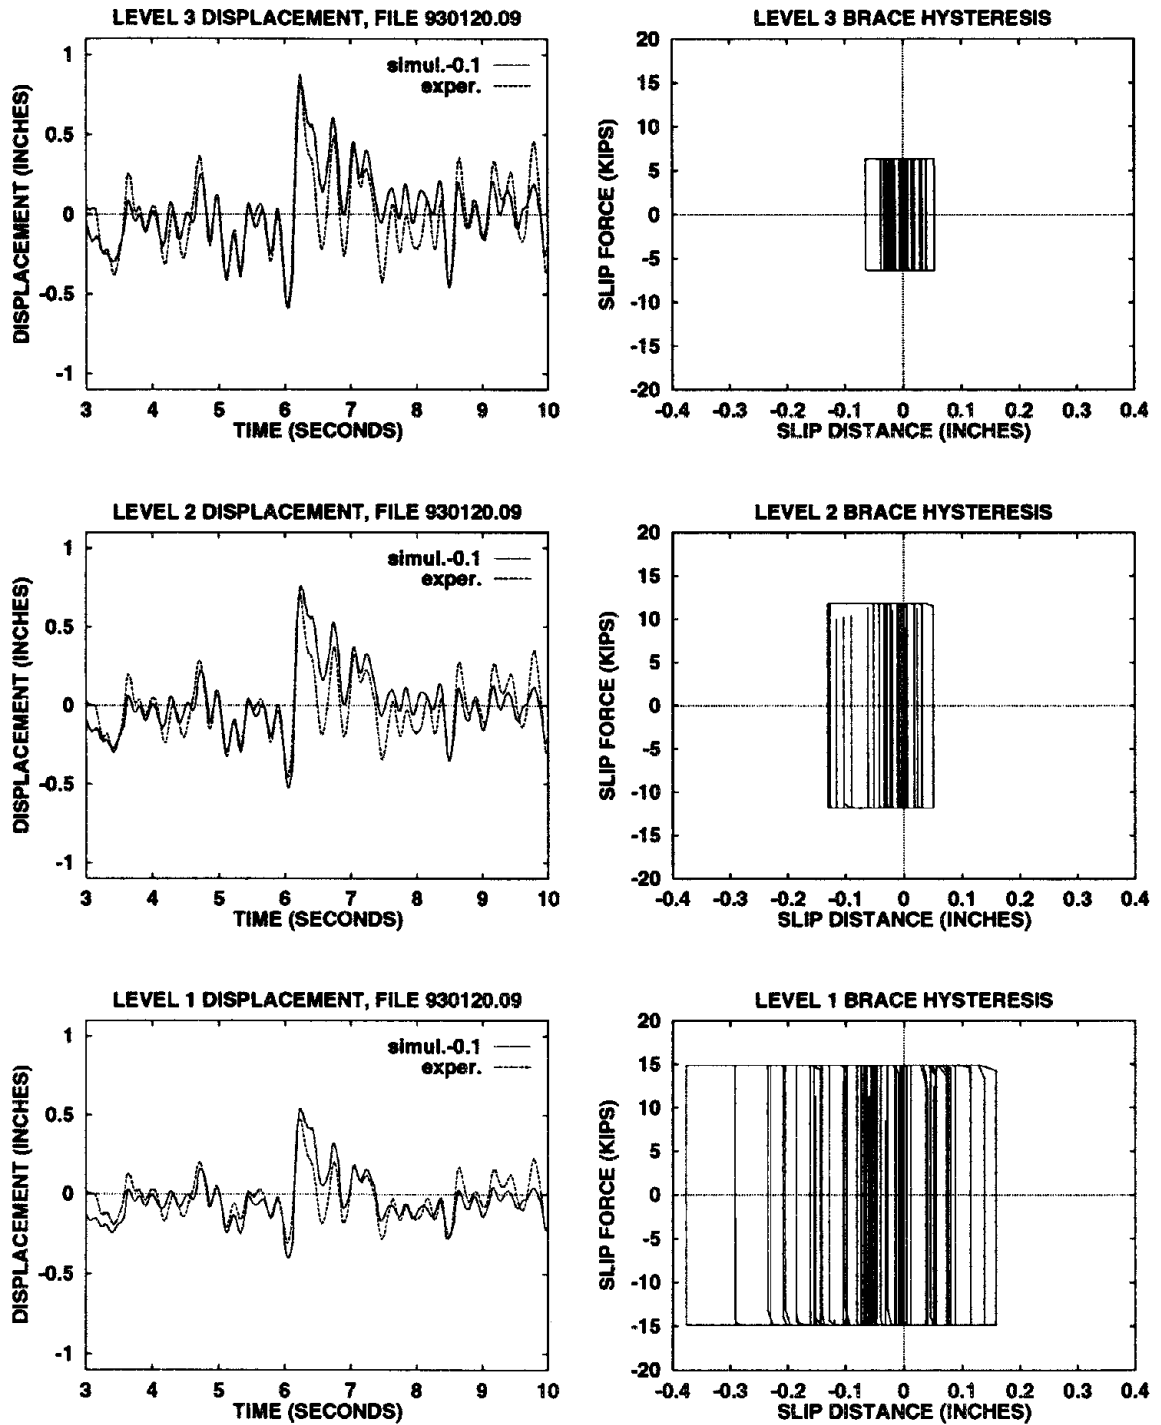 LEVEL 3 DISPLACEMENT, FILE 930120.09
DISPLACEMENT (INCHES)
1
0.5
0
-0.5
-1
simul.-0.1
exper.
3 4 5 6 7 8 9 10
TIME (SECONDS)
LEVEL 3 BRACE HYSTERESIS
SLIP FORCE (KIPS)
20
15
10
5
0
-5
-10
-15
-20
-0.4 -0.3 -0.2 -0.1 0 0.1 0.2 0.3 0.4
SLIP DISTANCE (INCHES)
LEVEL 2 DISPLACEMENT, FILE 930120.09
DISPLACEMENT (INCHES)
1
0.5
0
-0.5
-1
simul.-0.1
exper.
3 4 5 6 7 8 9 10
TIME (SECONDS)
LEVEL 2 BRACE HYSTERESIS
SLIP FORCE (KIPS)
20
15
10
5
0
-5
-10
-15
-20
-0.4 -0.3 -0.2 -0.1 0 0.1 0.2 0.3 0.4
SLIP DISTANCE (INCHES)
LEVEL 1 DISPLACEMENT, FILE 930120.09
DISPLACEMENT (INCHES)
1
0.5
0
-0.5
-1
simul.-0.1
exper.
3 4 5 6 7 8 9 10
TIME (SECONDS)
LEVEL 1 BRACE HYSTERESIS
SLIP FORCE (KIPS)
20
15
10
5
0
-5
-10
-15
-20
-0.4 -0.3 -0.2 -0.1 0 0.1 0.2 0.3 0.4
SLIP DISTANCE (INCHES)